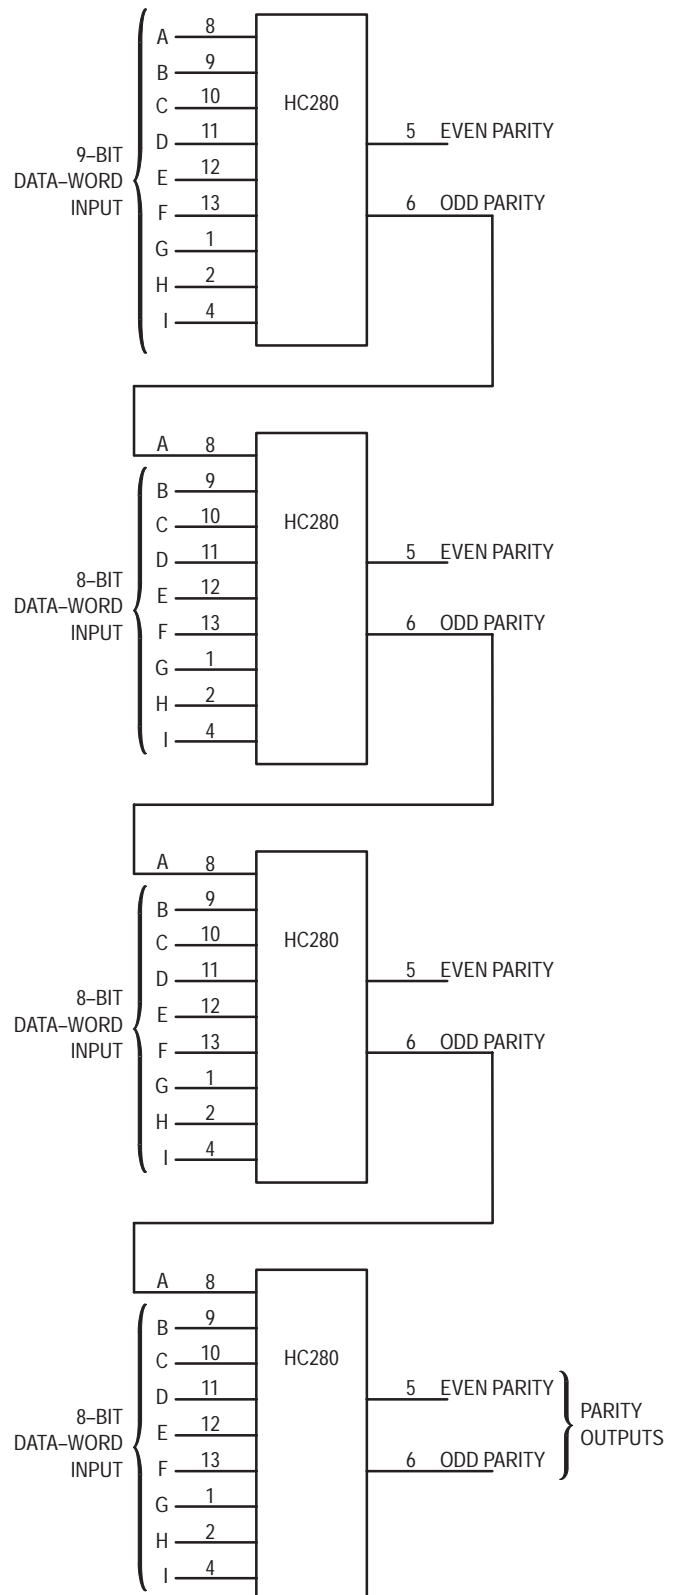 A 8
B 9
C 10 HC280
D 11 5 EVEN PARITY
9–BIT
DATA–WORD
INPUT
E 12
F 13 6 ODD PARITY
G 1
H 2
I 4
A 8
B 9
C 10 HC280
D 11 5 EVEN PARITY
8–BIT
DATA–WORD
INPUT
E 12
F 13 6 ODD PARITY
G 1
H 2
I 4
A 8
B 9
C 10 HC280
D 11 5 EVEN PARITY
8–BIT
DATA–WORD
INPUT
E 12
F 13 6 ODD PARITY
G 1
H 2
I 4
A 8
B 9
C 10 HC280
D 11 5 EVEN PARITY
8–BIT
DATA–WORD
INPUT
PARITY
OUTPUTS
E 12
F 13 6 ODD PARITY
G 1
H 2
I 4